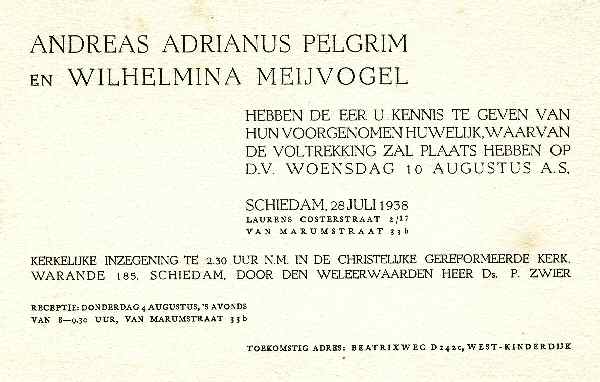 ANDREAS ADRIANUS PELGRIM
EN WILHELMINA MEIJVOGEL
HEBBEN DE EER U KENNIS TE GEVEN VAN
HUN VOORGENOMEN HUWELIJK, WAARVAN
DE VOLTREKKING ZAL PLAATS HEBBEN OP
D.V. WOENSDAG 10 AUGUSTUS A.S.
SCHIEDAM, 28 JULI 1938
LAURENS COSTERSTRAAT 2/17
VAN MARUMSTRAAT 33b
KERKELIJKE INZEGENING TE 2.30 UUR N.M. IN DE CHRISTELIJKE GEREFORMEERDE KERK,
WARANDE 185, SCHIEDAM, DOOR DEN WELEERWAARDEN HEER Ds. P. ZWIER
RECEPTIE: DONDERDAG 4 AUGUSTUS, 'S AVONDS
VAN 8—9.30 UUR, VAN MARUMSTRAAT 33b
TOEKOMSTIG ADRES: BEATRIXWEG D242c, WEST-KINDERDIJK